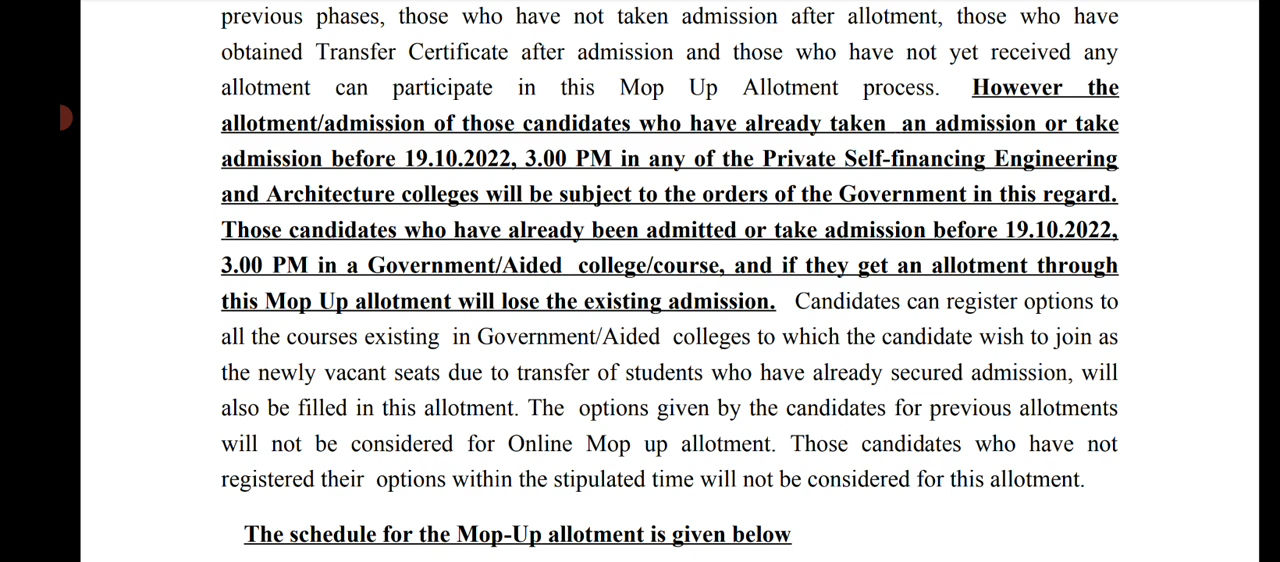 previous phases, those who have not taken admission after allotment, those who have
obtained Transfer Certificate after admission and those who have not yet received any
allotment can participate in this Mop Up Allotment process. However the
allotment/admission of those candidates who have already taken an admission or take
admission before 19.10.2022, 3.00 PM in any of the Private Self-financing Engineering
and Architecture colleges will be subject to the orders of the Government in this regard.
Those candidates who have already been admitted or take admission before 19.10.2022,
3.00 PM in a Government/Aided college/course, and if they get an allotment through
this Mop Up allotment will lose the existing admission. Candidates can register options to
all the courses existing in Government/Aided colleges to which the candidate wish to join as
the newly vacant seats due to transfer of students who have already secured admission, will
also be filled in this allotment. The options given by the candidates for previous allotments
will not be considered for Online Mop up allotment. Those candidates who have not
registered their options within the stipulated time will not be considered for this allotment.
The schedule for the Mop-Up allotment is given below